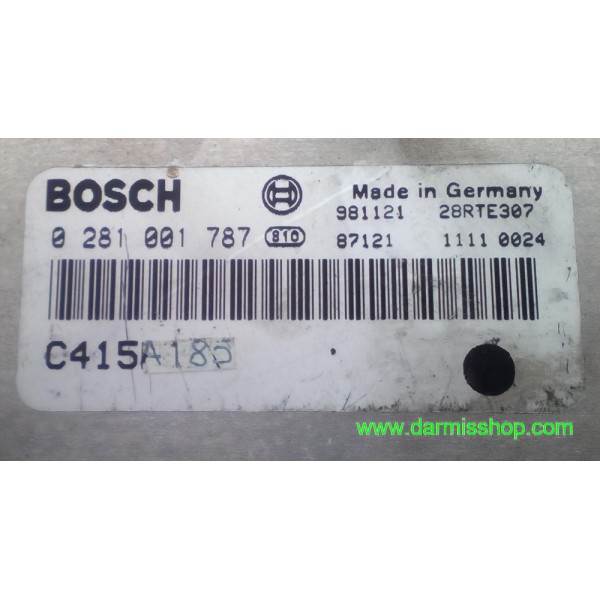 BOSCH
Made in Germany
981121 28RTE307
0 281 001 787 810 87121 1111 0024
C415A185
www.darmisshop.com